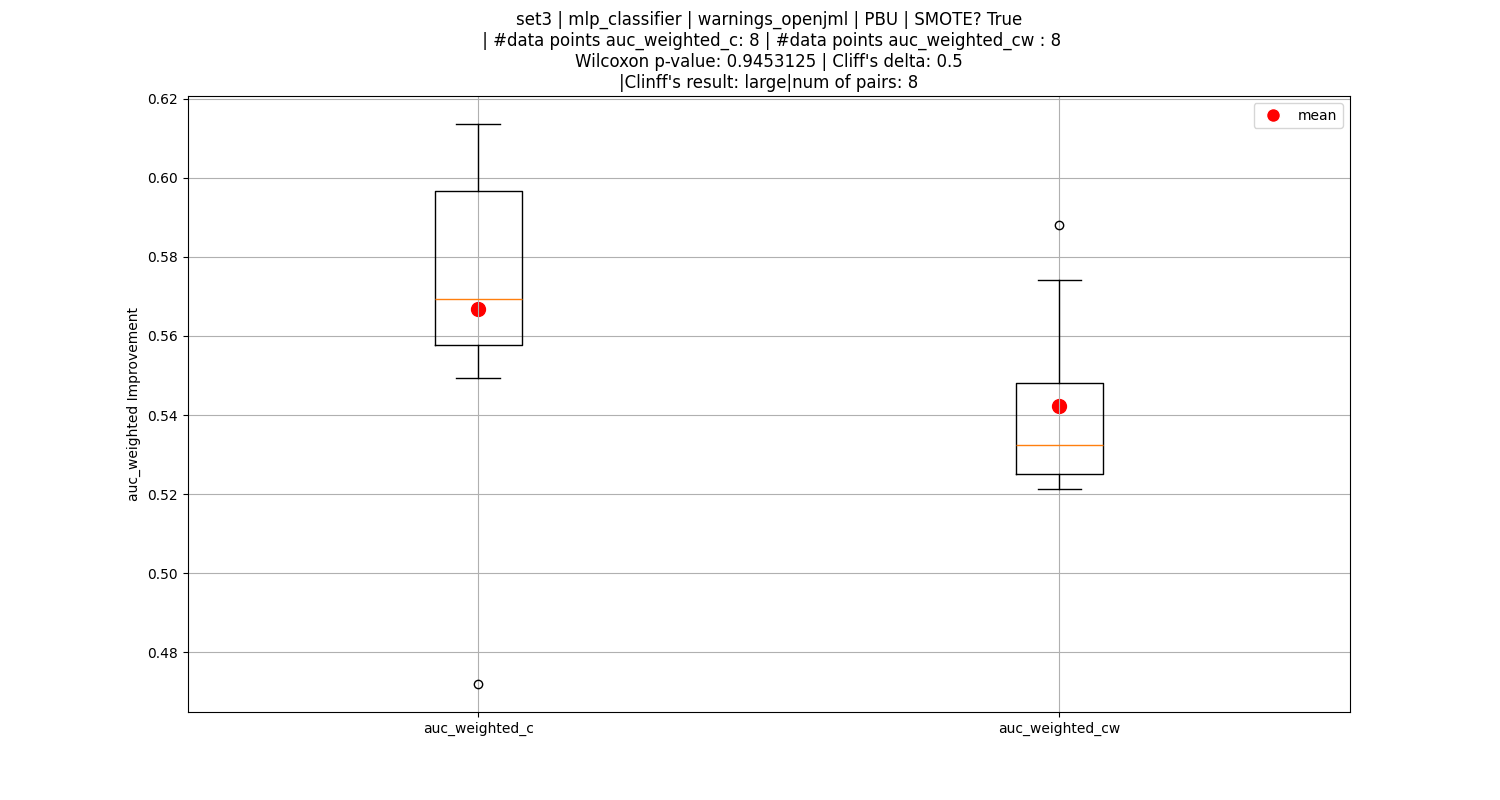 set3 | mlp_classifier | warnings_openjml | PBU | SMOTE? True
| #data points auc_weighted_c: 8 | #data points auc_weighted_cw : 8
Wilcoxon p-value: 0.9453125 | Cliff's delta: 0.5
|Clinff's result: large|num of pairs: 8
mean
auc_weighted Improvement
0.62
0.60
0.58
0.56
0.54
0.52
0.50
0.48
auc_weighted_c
auc_weighted_cw